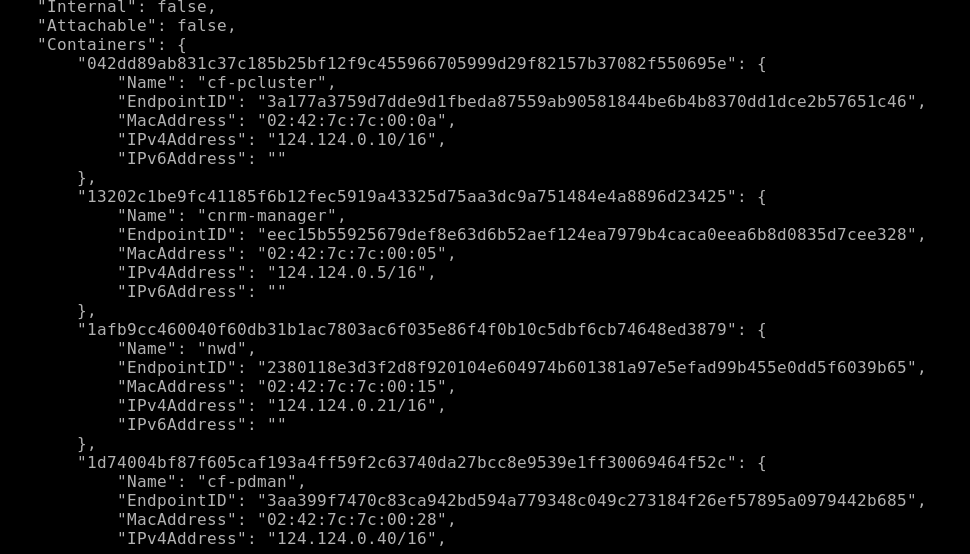 "Internal": false,
"Attachable": false,
"Containers": {
"042dd89ab831c37c185b25bf12f9c455966705999d29f82157b37082f550695e": {
"Name": "cf-pcluster",
"EndpointID": "3a177a3759d7dde9d1fbeda87559ab90581844be6b4b8370dd1dce2b57651c46",
"MacAddress": "02:42:7c:7c:00:0a",
"IPv4Address": "124.124.0.10/16",
"IPv6Address": ""
},
"13202c1be9fc41185f6b12fec5919a43325d75aa3dc9a751484e4a8896d23425": {
"Name": "cnrm-manager",
"EndpointID": "eec15b55925679def8e63d6b52aef124ea7979b4caca0eea6b8d0835d7cee328",
"MacAddress": "02:42:7c:7c:00:05",
"IPv4Address": "124.124.0.5/16",
"IPv6Address": ""
},
"1afb9cc460040f60db31b1ac7803ac6f035e86f4f0b10c5dbf6cb74648ed3879": {
"Name": "nwd",
"EndpointID": "2380118e3d3f2d8f920104e604974b601381a97e5efad99b455e0dd5f6039b65",
"MacAddress": "02:42:7c:7c:00:15",
"IPv4Address": "124.124.0.21/16",
"IPv6Address": ""
},
"1d74004bf87f605caf193a4ff59f2c63740da27bcc8e9539e1ff30069464f52c": {
"Name": "cf-pdman",
"EndpointID": "3aa399f7470c83ca942bd594a779348c049c273184f26ef57895a0979442b685",
"MacAddress": "02:42:7c:7c:00:28",
"IPv4Address": "124.124.0.40/16",